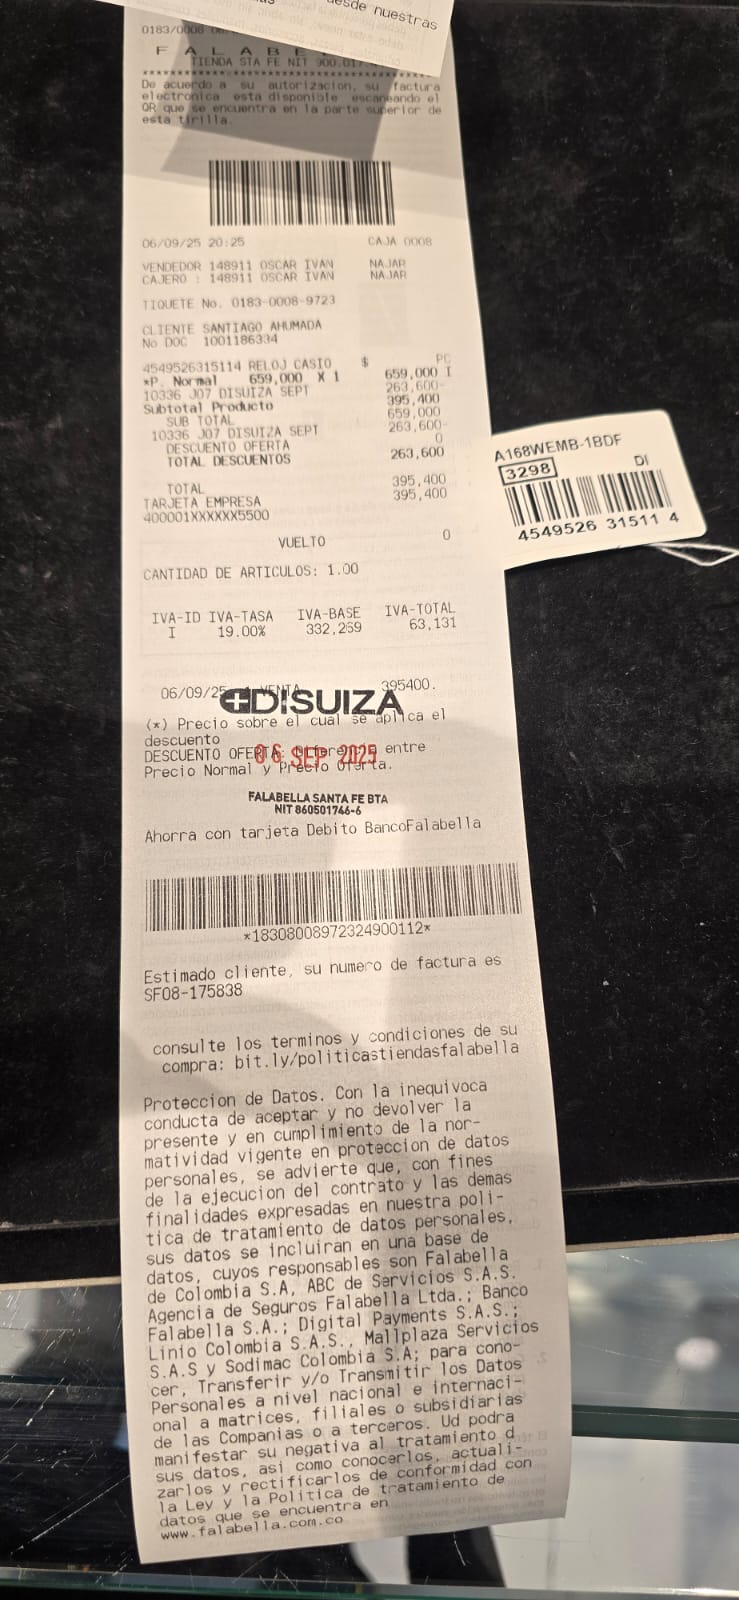 desde nuestras
0183/0008
F A L A B E
TIENDA STA FE NIT 900.017
De acuerdo a su autorizacion, su factura
electronica esta disponible escaneando el
QR que se encuentra en la parte superior de
esta tirilla.
06/09/25 20:25 CAJA 0008
VENDEDOR 148911 OSCAR IVAN NAJAR
CAJERO : 148911 OSCAR IVAN NAJAR
TIQUETE No. 0183-0008-9723
CLIENTE SANTIAGO AHUMADA
No DOC 1001186334
4549526315114 RELOJ CASIO $ PC
*P. Normal 659,000 X 1 659,000 I
10336 J07 DISUIZA SEPT 263,600-
Subtotal Producto 395,400
SUB TOTAL 659,000
10336 J07 DISUIZA SEPT 263,600-
DESCUENTO OFERTA 0
TOTAL DESCUENTOS 263,600
TOTAL 395,400
TARJETA EMPRESA 395,400
400001XXXXXX5500
VUELTO 0
CANTIDAD DE ARTICULOS: 1.00
IVA-ID IVA-TASA IVA-BASE IVA-TOTAL
I 19.00% 332,269 63,131
06/09/25 VENTA 395400.
DISUIZA
(*) Precio sobre el cual se aplica el
descuento
DESCUENTO OFERTA: Diferencia entre
Precio Normal y Precio Oferta.
06 SEP 2025
FALABELLA SANTA FE BTA
NIT 860501746-6
Ahorra con tarjeta Debito BancoFalabella
*18308008972324900112*
Estimado cliente, su numero de factura es
SF08-175838
consulte los terminos y condiciones de su
compra: bit.ly/politicastiendasfalabella
Proteccion de Datos. Con la inequivoca
conducta de aceptar y no devolver la
presente y en cumplimiento de la nor-
matividad vigente en proteccion de datos
personales, se advierte que, con fines
de la ejecucion del contrato y las demas
finalidades expresadas en nuestra poli-
tica de tratamiento de datos personales,
sus datos se incluiran en una base de
datos, cuyos responsables son Falabella
de Colombia S.A, ABC de Servicios S.A.S.
Agencia de Seguros Falabella Ltda.; Banco
Falabella S.A.; Digital Payments S.A.S.;
Linio Colombia S.A.S., Mallplaza Servicios
S.A.S y Sodimac Colombia S.A; para cono-
cer, Transferir y/o Transmitir los Datos
Personales a nivel nacional e internaci-
onal a matrices, filiales o subsidiarias
de las Companias o a terceros. Ud podra
manifestar su negativa al tratamiento d
sus datos, asi como conocerlos, actuali-
zarlos y rectificarlos de conformidad con
la Ley y la Politica de tratamiento de
datos que se encuentra en
www.falabella.com.co
A168WEMB-1BDF
3298 DI
4549526 31511 4